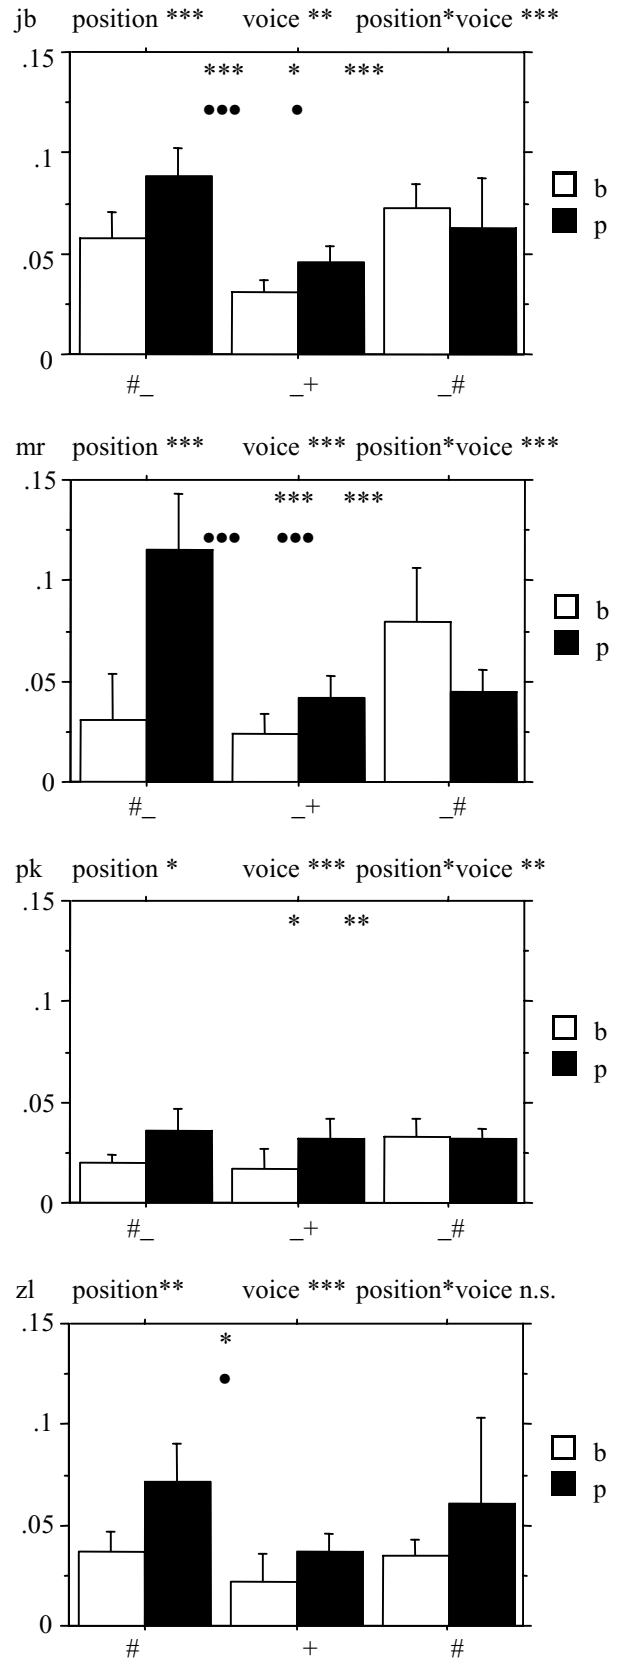 jb position *** voice ** position*voice ***
.15
*** * ***
●●● ●
.1
b
p
.05
0
#_ _+ _#
mr position *** voice *** position*voice ***
.15
*** ***
●●● ●●●
.1
b
p
.05
0
#_ _+ _#
pk position * voice *** position*voice **
.15
* **
.1
b
p
.05
0
#_ _+ _#
zl position** voice *** position*voice n.s.
.15
*
●
.1
b
p
.05
0
# + #